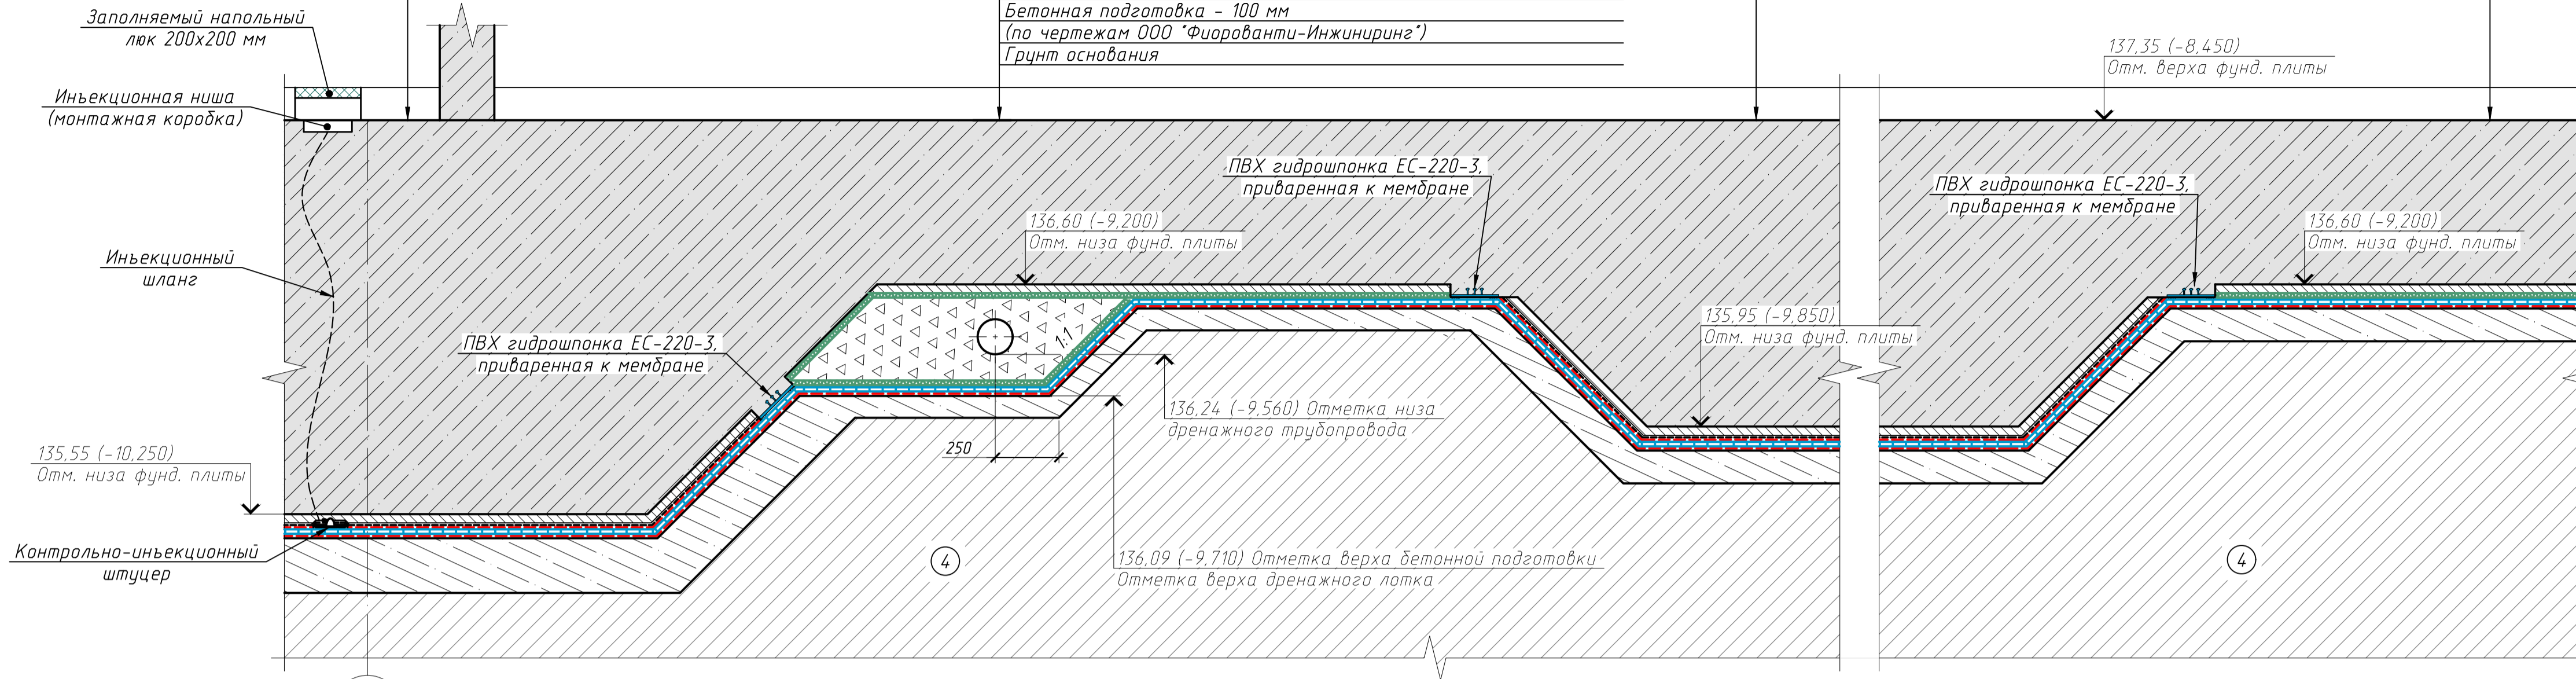 Заполняемый напольный
люк 200х200 мм
Бетонная подготовка - 100 мм
(по чертежам ООО "Фиорованти-Инжиниринг")
Грунт основания
137,35 (-8,450)
Отм. верха фунд. плиты
Инъекционная ниша
(монтажная коробка)
ПВХ гидрошпонка ЕС-220-3,
приваренная к мембране
ПВХ гидрошпонка ЕС-220-3,
приваренная к мембране
136,60 (-9,200)
Отм. низа фунд. плиты
136,60 (-9,200)
Отм. низа фунд. плиты
Инъекционный
шланг
135,95 (-9,850)
Отм. низа фунд. плиты
ПВХ гидрошпонка ЕС-220-3,
приваренная к мембране
1:1
136,24 (-9,560) Отметка низа
дренажного трубопровода
250
135,55 (-10,250)
Отм. низа фунд. плиты
Контрольно-инъекционный
штуцер
4
136,09 (-9,710) Отметка верха бетонной подготовки
Отметка верха дренажного лотка
4